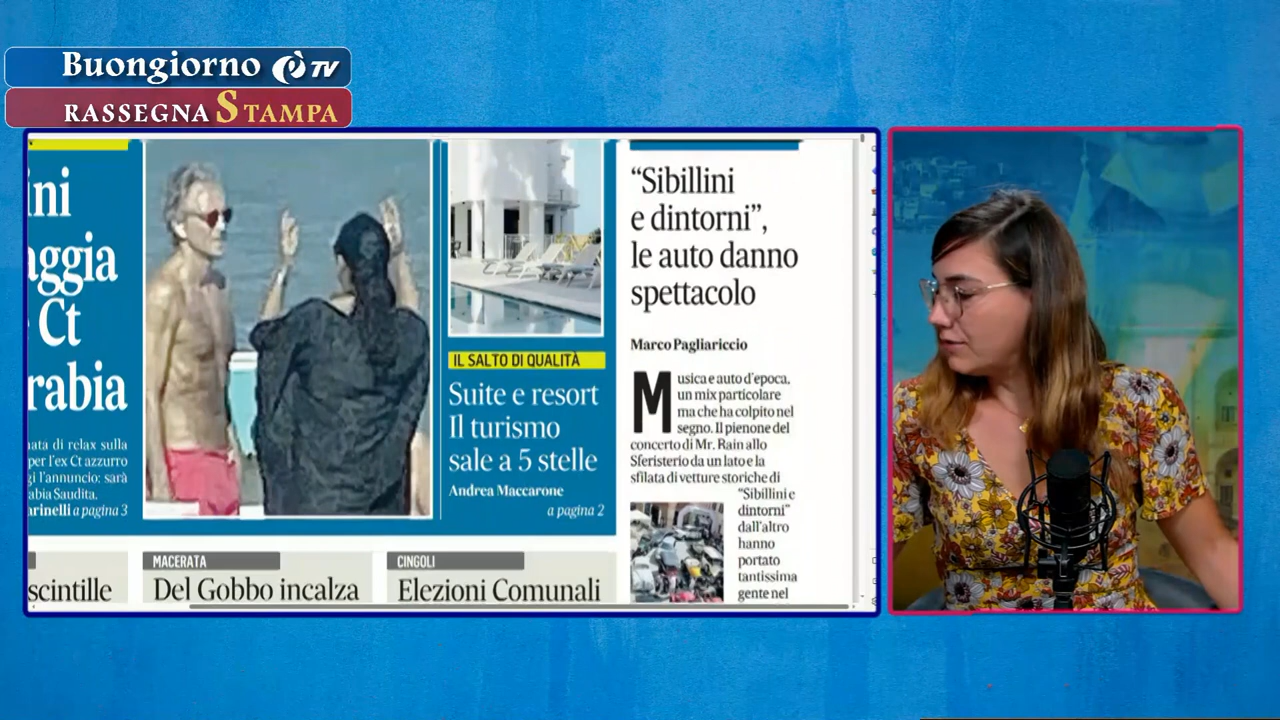 Buongiorno è TV
RASSEGNA STAMPA
ini
aggia
Ct
rabia
nata di relax sulla
per l'ex Ct azzurro
gi l'annuncio: sarà
abia Saudita.
arinelli a pagina 3
IL SALTO DI QUALITÀ
Suite e resort
Il turismo
sale a 5 stelle
Andrea Maccarone
a pagina 2
“Sibillini
e dintorni”,
le auto danno
spettacolo
Marco Pagliariccio
Musica e auto d'epoca,
un mix particolare
ma che ha colpito nel
segno. Il pienone del
concerto di Mr. Rain allo
Sferisterio da un lato e la
sfilata di vetture storiche di
“Sibillini e
dintorni”
dall'altro
hanno
portato
tantissima
gente nel
scintille
MACERATA
Del Gobbo incalza
CINGOLI
Elezioni Comunali